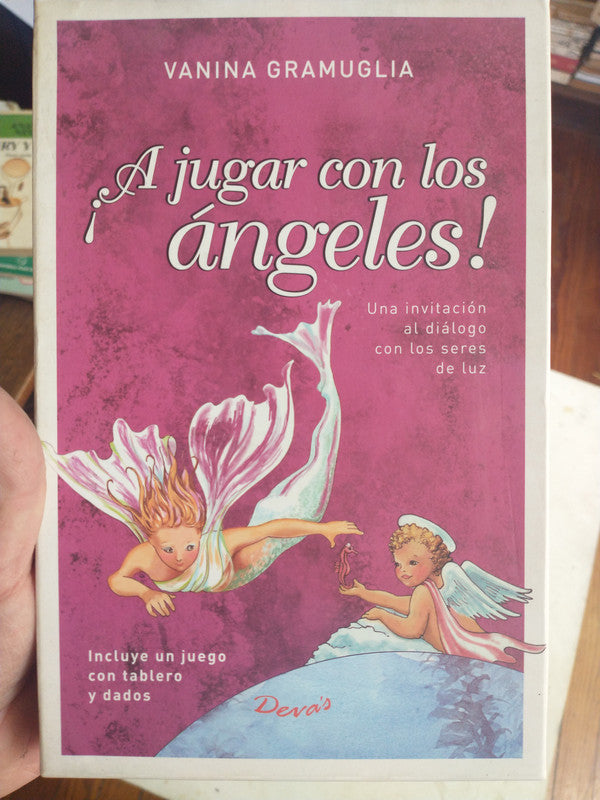 VANINA GRAMUGLIA
¡A jugar con los
ángeles!
Una invitación
al diálogo
con los seres
de luz
Incluye un juego
con tablero
y dados
Deva's